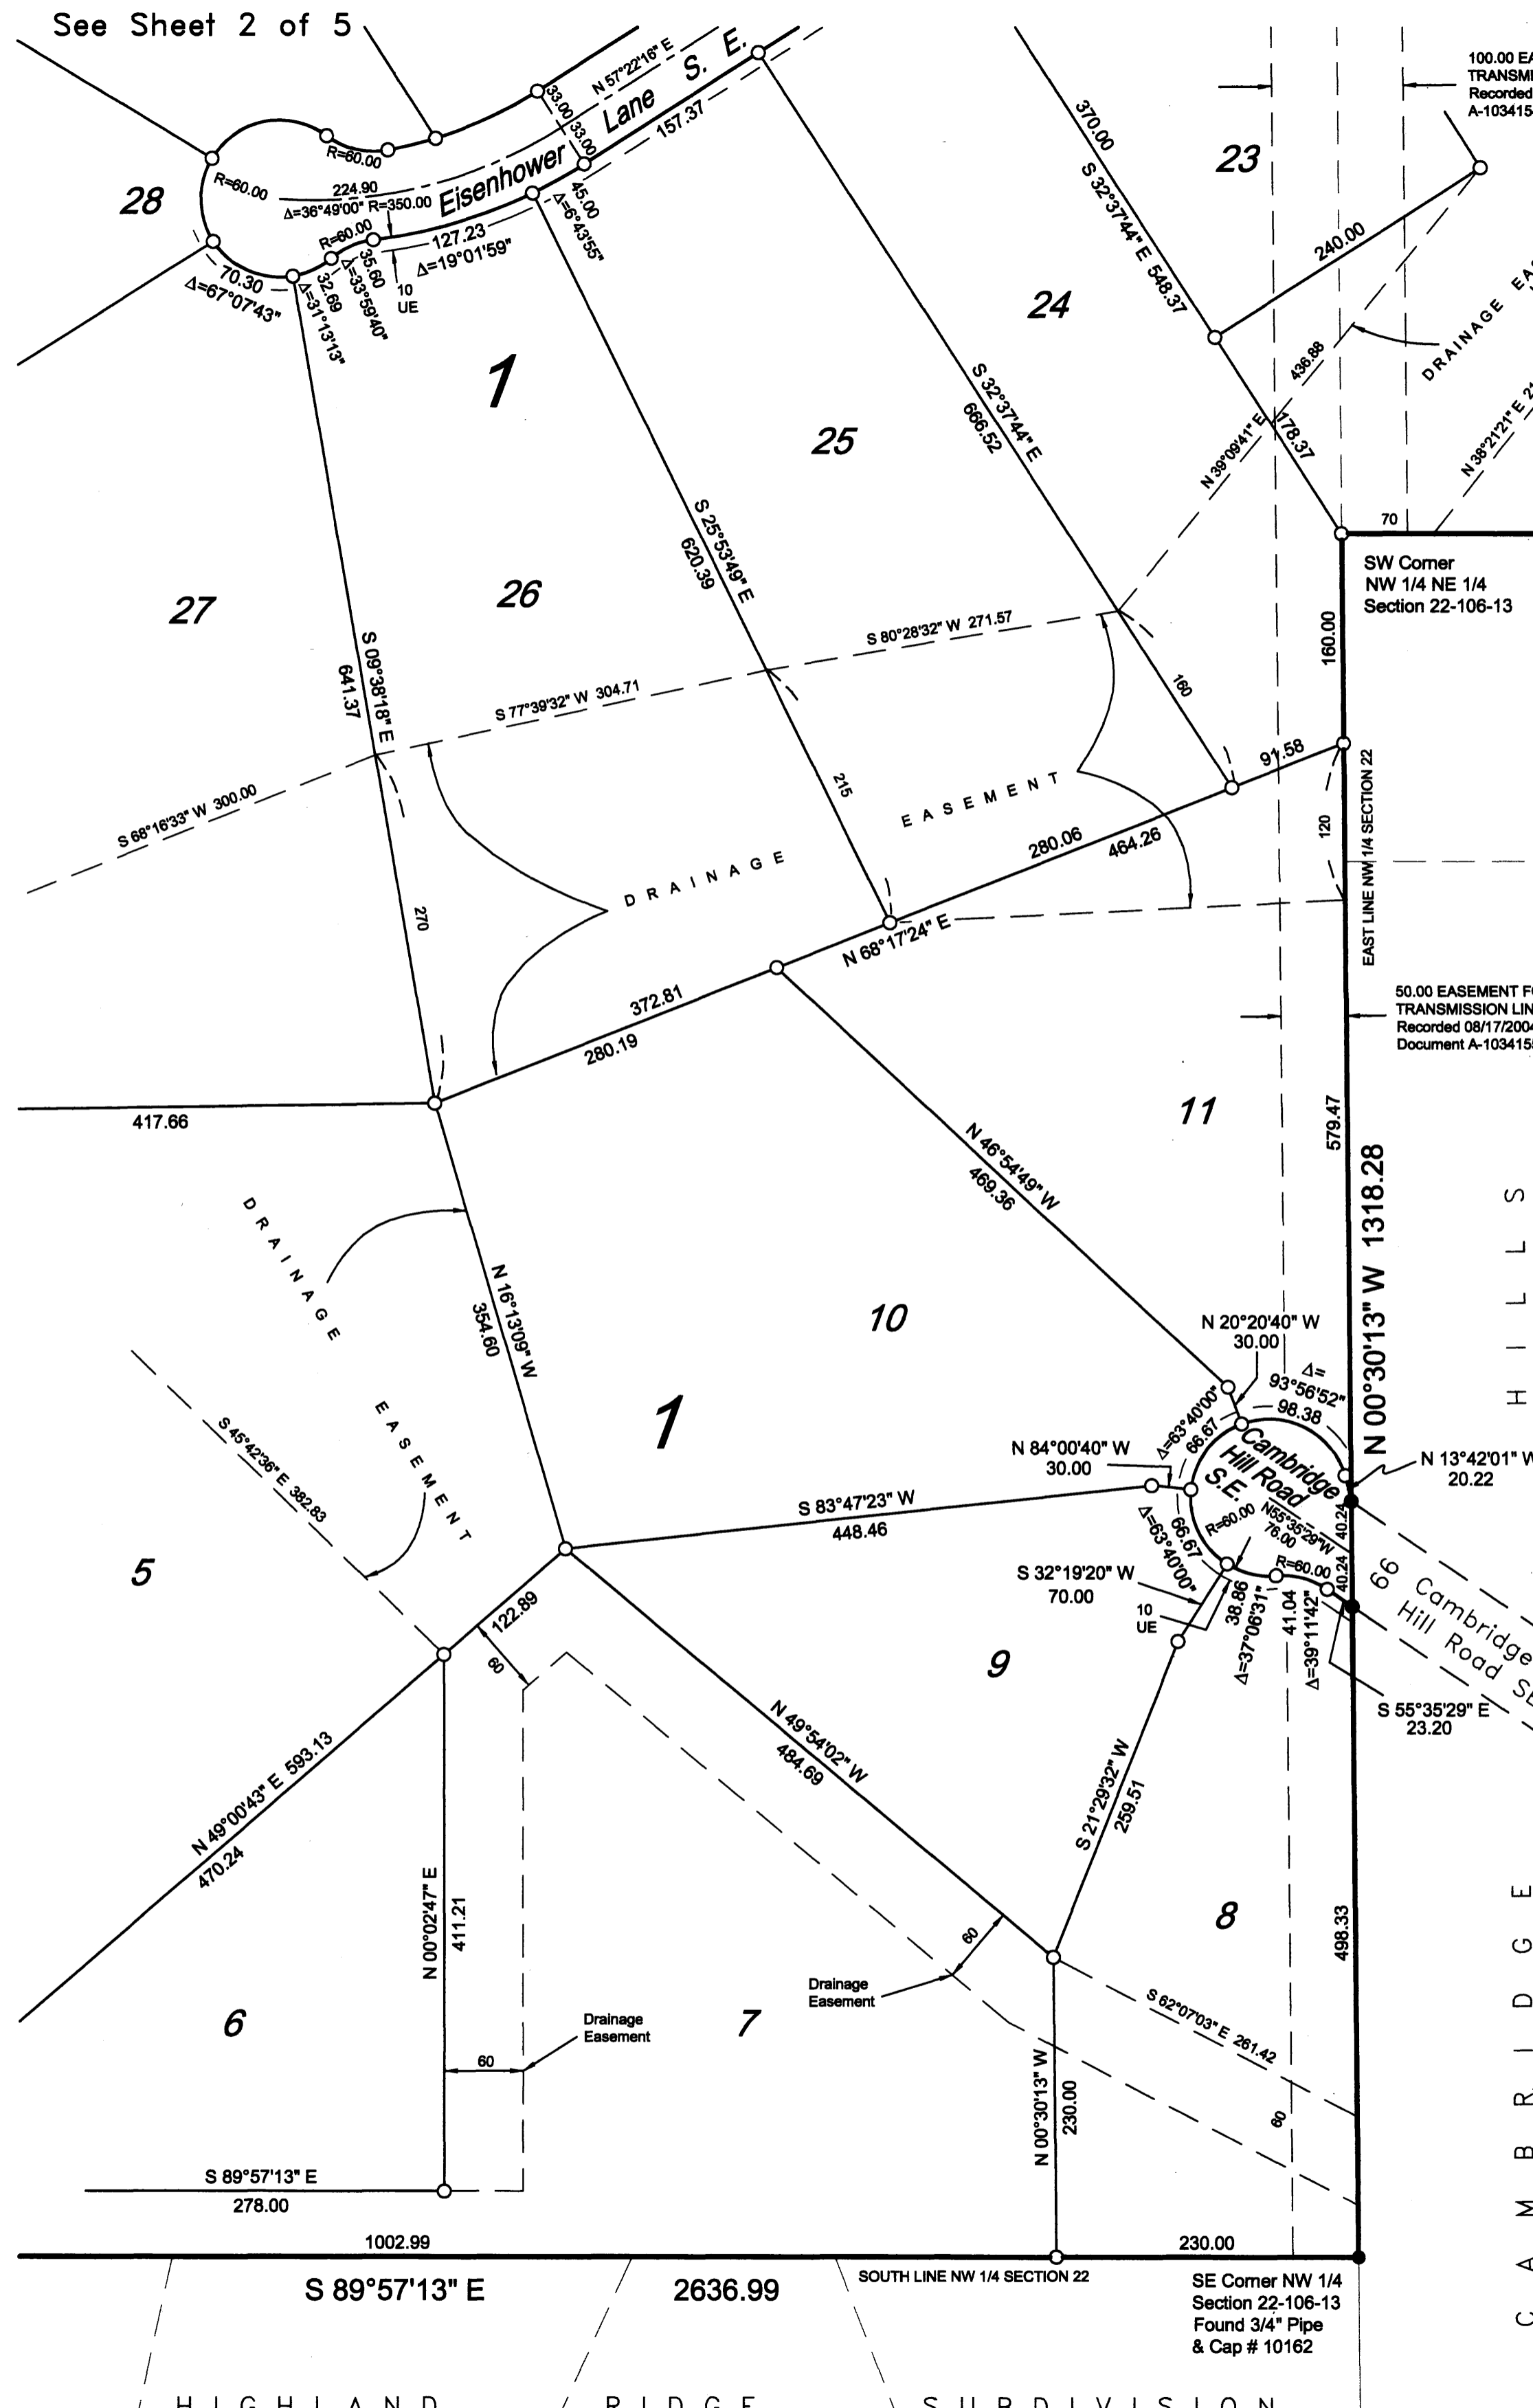 See Sheet 2 of 5
N 57°22'16" E
Eisenhower Lane S. E.
33.00
33.00
157.37
28
R=60.00
R=60.00
224.90
Δ=36°49'00" R=350.00
R=60.00
127.23
Δ=19°01'59"
45.00
Δ=6°43'55"
70.30
Δ=67°07'43"
32.69
Δ=31°13'13"
35.60
Δ=33°59'40"
10
UE
1
370.00
S 32°37'44" E 548.37
23
100.00 EA
TRANSMI
Recorded
A-1034155
240.00
24
436.88
N 39°09'41" E
178.37
DRAINAGE EAS
N 38°21'21" E 2
70
SW Corner
NW 1/4 NE 1/4
Section 22-106-13
25
S 32°37'44" E
666.52
S 25°53'49" E
620.39
26
27
S 09°38'18" E
641.37
S 80°28'32" W 271.57
S 77°39'32" W 304.71
S 68°16'33" W 300.00
160
160.00
91.58
215
270
DRAINAGE EASEMENT
120
EAST LINE NW 1/4 SECTION 22
280.06
464.26
N 68°17'24" E
372.81
280.19
417.66
50.00 EASEMENT FO
TRANSMISSION LIN
Recorded 08/17/2004
Document A-1034155
11
579.47
N 00°30'13" W 1318.28
N 46°54'49" W
469.36
DRAINAGE EASEMENT
N 16°13'09" W
354.60
10
1
N 20°20'40" W
30.00
Δ=
93°56'52"
98.38
Δ=63°40'00"
66.67
Cambridge
Hill Road
S.E.
N 84°00'40" W
30.00
N 13°42'01" W
20.22
S 83°47'23" W
448.46
66.67
Δ=63°40'00"
R=60.00
N55°35'29"W
76.00
40.24
40.24
R=60.00
S 32°19'20" W
70.00
10
UE
38.86
Δ=37°06'31"
41.04
Δ=39°11'42"
66
Cambridge
Hill Road SE
S 55°35'29" E
23.20
S 45°42'36" E 382.83
5
122.89
60
9
N 49°54'02" W
484.69
S 21°29'32" W
259.51
N 49°00'43" E 593.13
470.24
N 00°02'47" E
411.21
8
498.33
60
Drainage
Easement
6
7
Drainage
Easement
60
S 62°07'03" E 261.42
60
N 00°30'13" W
230.00
S 89°57'13" E
278.00
1002.99
230.00
S 89°57'13" E 2636.99
SOUTH LINE NW 1/4 SECTION 22
SE Corner NW 1/4
Section 22-106-13
Found 3/4" Pipe
& Cap # 10162
CAMBRIDGE HILLS
HIGHLAND RIDGE SUBDIVISION